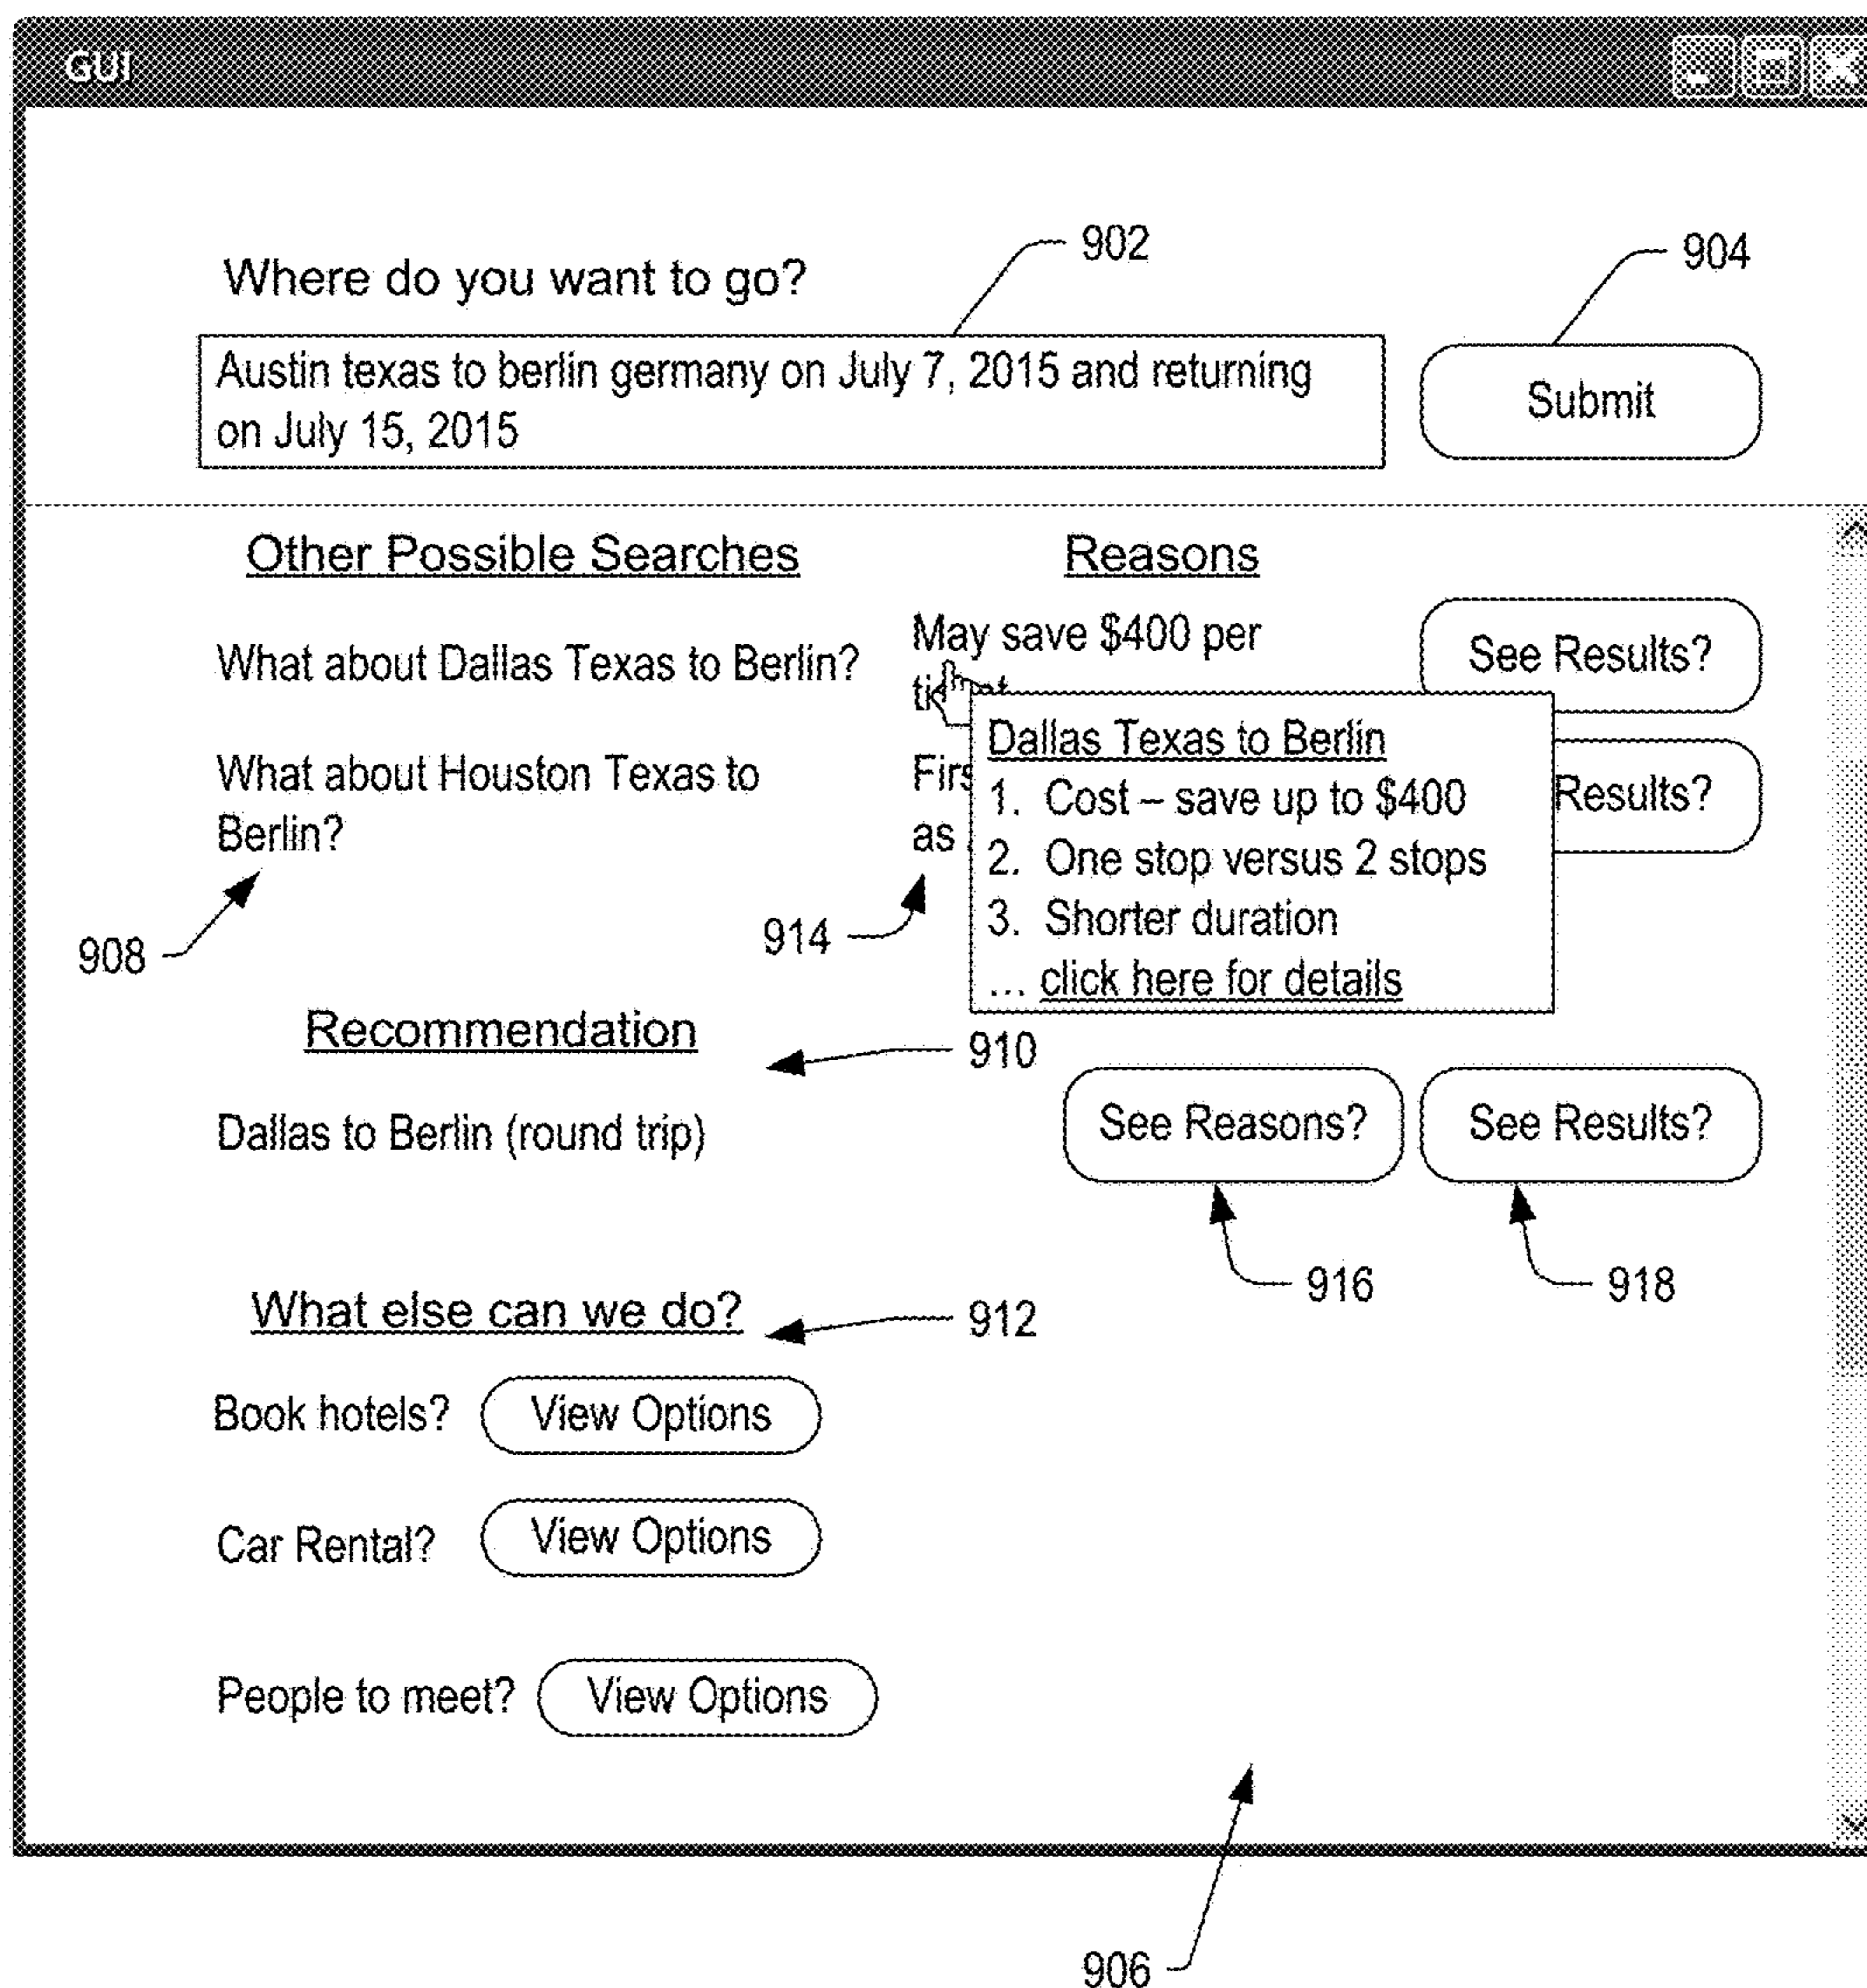 GUI
902
904
Where do you want to go?
Austin texas to berlin germany on July 7, 2015 and returning
on July 15, 2015
Submit
Other Possible Searches
Reasons
What about Dallas Texas to Berlin?
May save $400 per
See Results?
What about Houston Texas to
Berlin?
as
Results?
Dallas Texas to Berlin
1. Cost – save up to $400
2. One stop versus 2 stops
3. Shorter duration
... click here for details
908
914
Recommendation
910
Dallas to Berlin (round trip)
See Reasons?
See Results?
916
918
What else can we do?
912
Book hotels?
View Options
Car Rental?
View Options
People to meet?
View Options
906